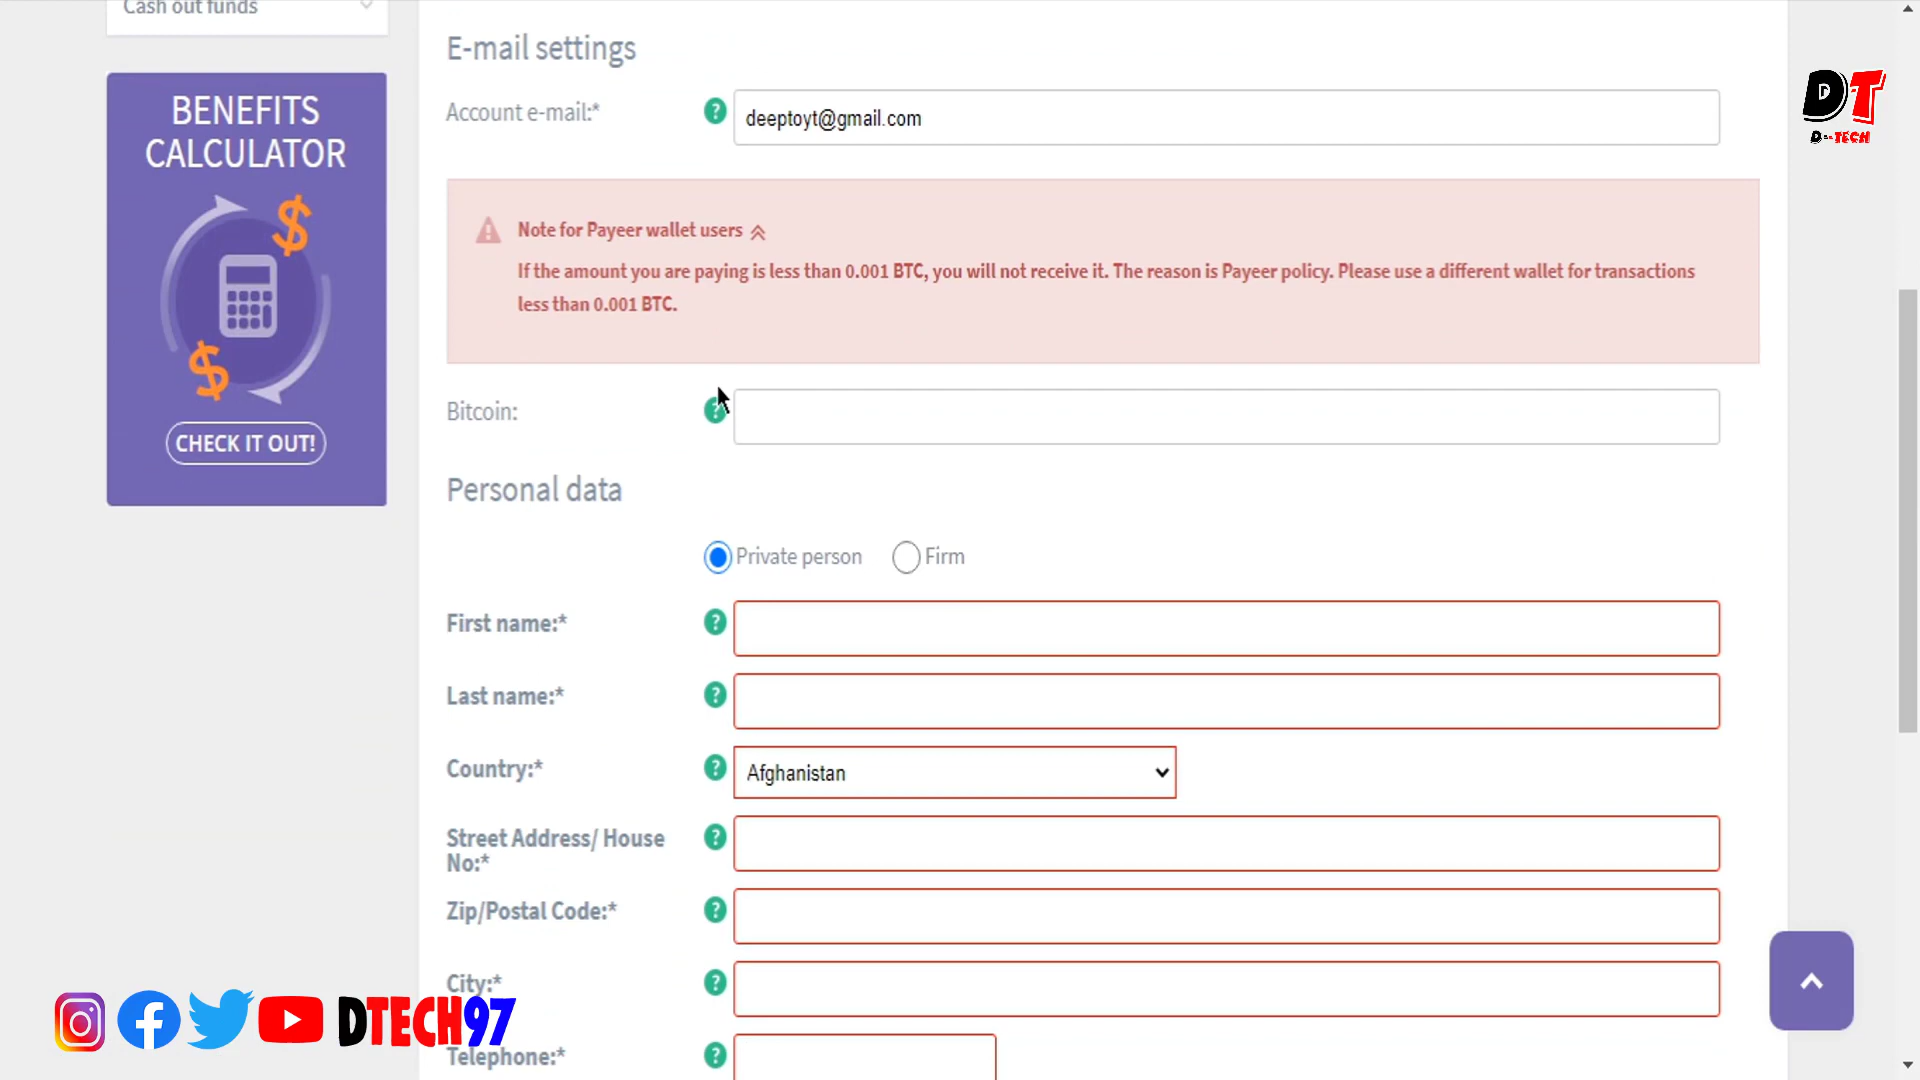 Cash out funds
BENEFITS
CALCULATOR
$
$
CHECK IT OUT!
E-mail settings
Account e-mail:*
?
deeptoyt@gmail.com
Note for Payeer wallet users
If the amount you are paying is less than 0.001 BTC, you will not receive it. The reason is Payeer policy. Please use a different wallet for transactions
less than 0.001 BTC.
Bitcoin:
?
Personal data
Private person
Firm
First name:*
?
Last name:*
?
Country:*
?
Afghanistan
Street Address/ House
No:*
?
Zip/Postal Code:*
?
City:*
?
Telephone:*
?
DT
D--TECH
DTECH97